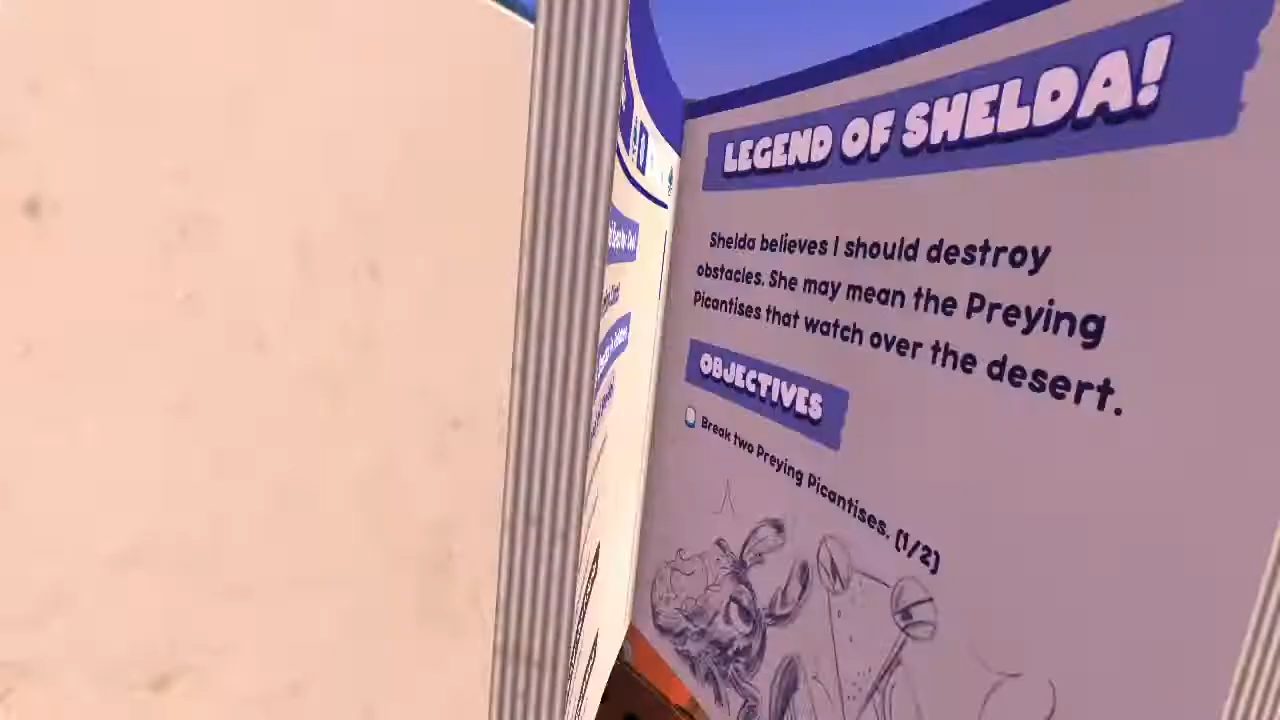 LEGEND OF SHELDA!
Shelda believes I should destroy
obstacles. She may mean the Preying
Picantises that watch over the desert.
OBJECTIVES
Break two Preying Picantises. (1/2)